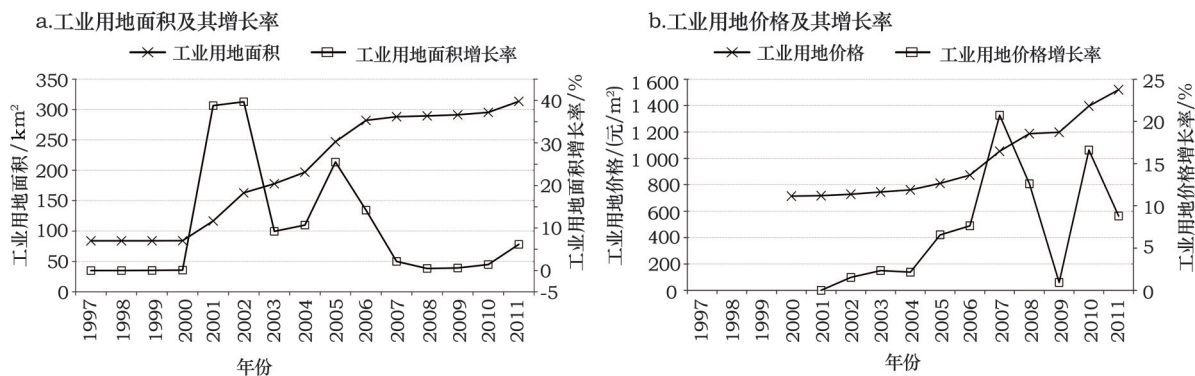 a.工业用地面积及其增长率
工业用地面积 工业用地面积增长率
350
300
250
200
150
100
50
0
工业用地面积/km²
40
30
20
10
0
-5
工业用地面积增长率/%
1997 1998 1999 2000 2001 2002 2003 2004 2005 2006 2007 2008 2009 2010 2011
年份
b.工业用地价格及其增长率
工业用地价格 工业用地价格增长率
1 600
1 400
1 200
1 000
800
600
400
200
0
工业用地价格/(元/m²)
25
20
15
10
5
0
工业用地价格增长率/%
1997 1998 1999 2000 2001 2002 2003 2004 2005 2006 2007 2008 2009 2010 2011
年份